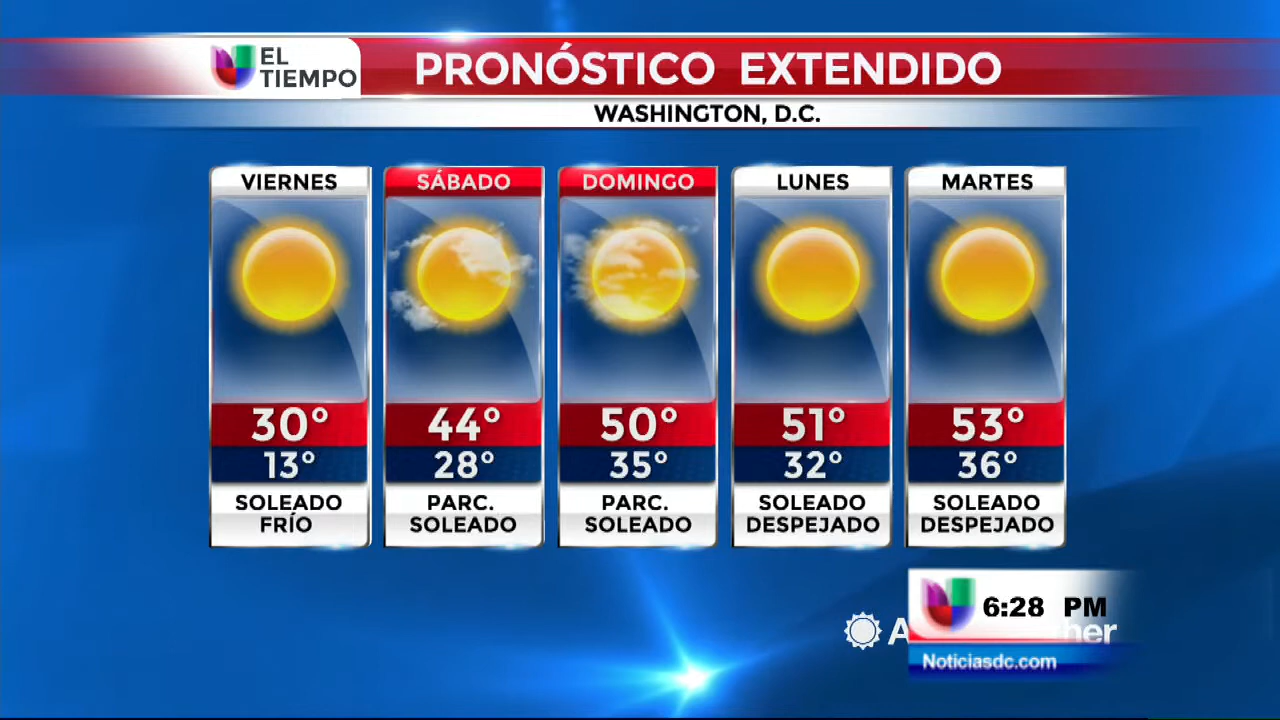 EL
TIEMPO
PRONÓSTICO EXTENDIDO
WASHINGTON, D.C.
VIERNES
30°
13°
SOLEADO
FRÍO
SÁBADO
44°
28°
PARC.
SOLEADO
DOMINGO
50°
35°
PARC.
SOLEADO
LUNES
51°
32°
SOLEADO
DESPEJADO
MARTES
53°
36°
SOLEADO
DESPEJADO
6:28 PM
Noticiasdc.com